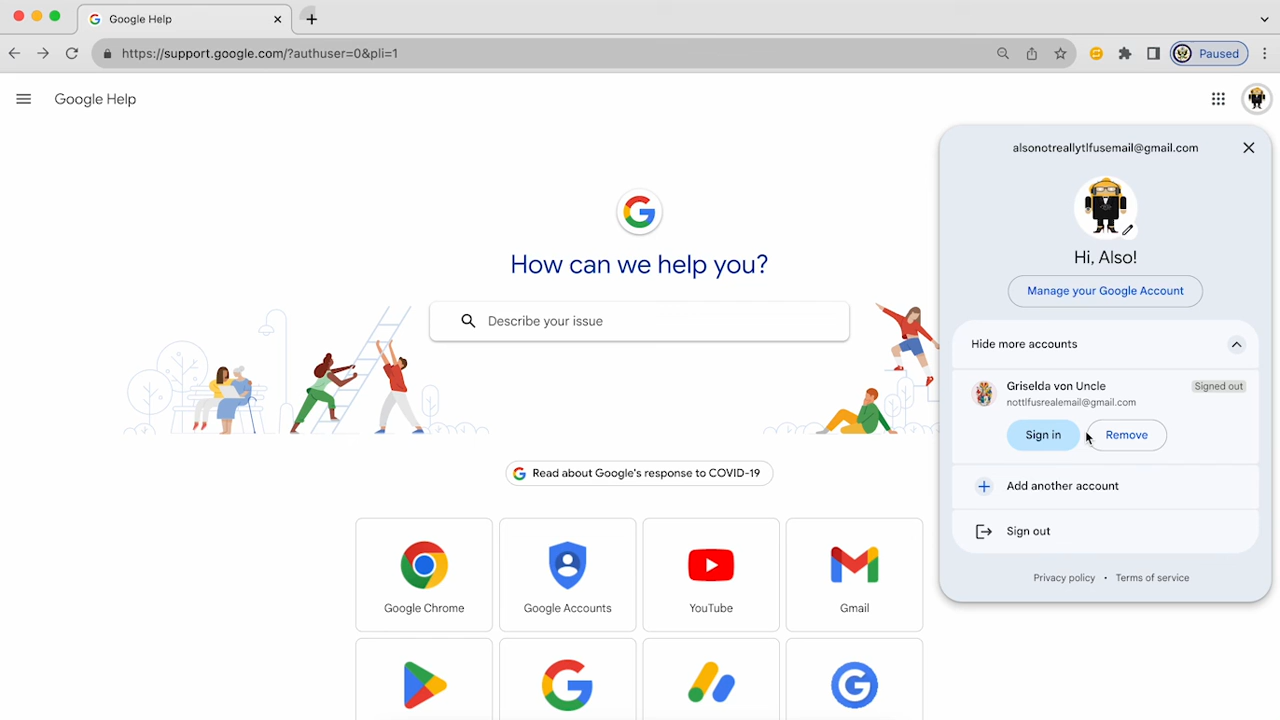 Google Help
https://support.google.com/?authuser=0&pli=1
Paused
Google Help
alsonotreallytlfusemail@gmail.com
Hi, Also!
Manage your Google Account
Hide more accounts
Griselda von Uncle
Signed out
nottlfusrealemail@gmail.com
Sign in
Remove
Add another account
Sign out
Privacy policy • Terms of service
How can we help you?
Describe your issue
Read about Google's response to COVID-19
Google Chrome
Google Accounts
YouTube
Gmail